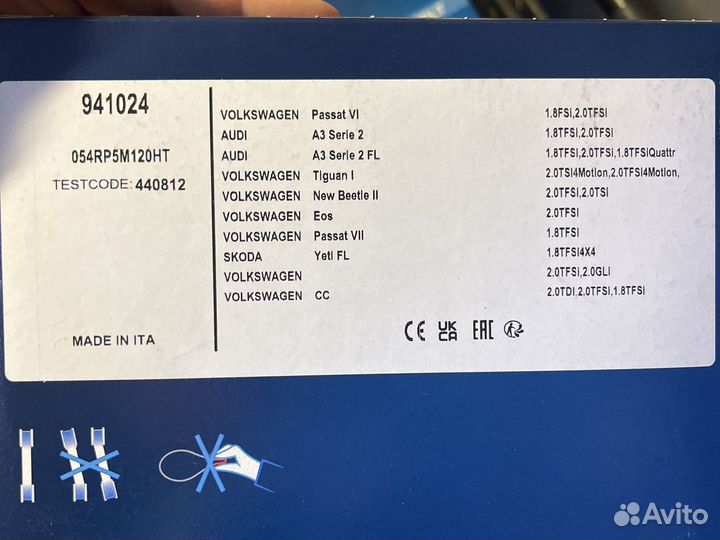 941024
054RP5M120HT
TESTCODE: 440812
MADE IN ITA
VOLKSWAGEN Passat VI 1.8FSI,2.0TFSI
AUDI A3 Serie 2 1.8TFSI,2.0TFSI
AUDI A3 Serie 2 FL 1.8TFSI,2.0TFSI,1.8TFSIQuattr
VOLKSWAGEN Tiguan I 2.0TSI4Motion,2.0TFSI4Motion,
VOLKSWAGEN New Beetle II 2.0TFSI,2.0TSI
VOLKSWAGEN Eos 2.0TFSI
VOLKSWAGEN Passat VII 1.8TFSI
SKODA Yeti FL 1.8TFSI4X4
VOLKSWAGEN 2.0TFSI,2.0GLI
VOLKSWAGEN CC 2.0TDI,2.0TFSI,1.8TFSI
CE UK CA EAC
Avito